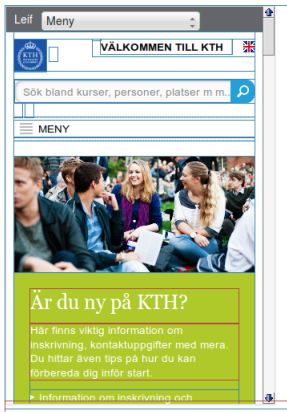 Leif Meny
KTH
VÄLKOMMEN TILL KTH
Sök bland kurser, personer, platser m m..
MENY
Är du ny på KTH?
Här finns viktig information om
inskrivning, kontaktuppgifter med mera.
Du hittar även tips på hur du kan
förbereda dig inför start.
Information om inskrivning och